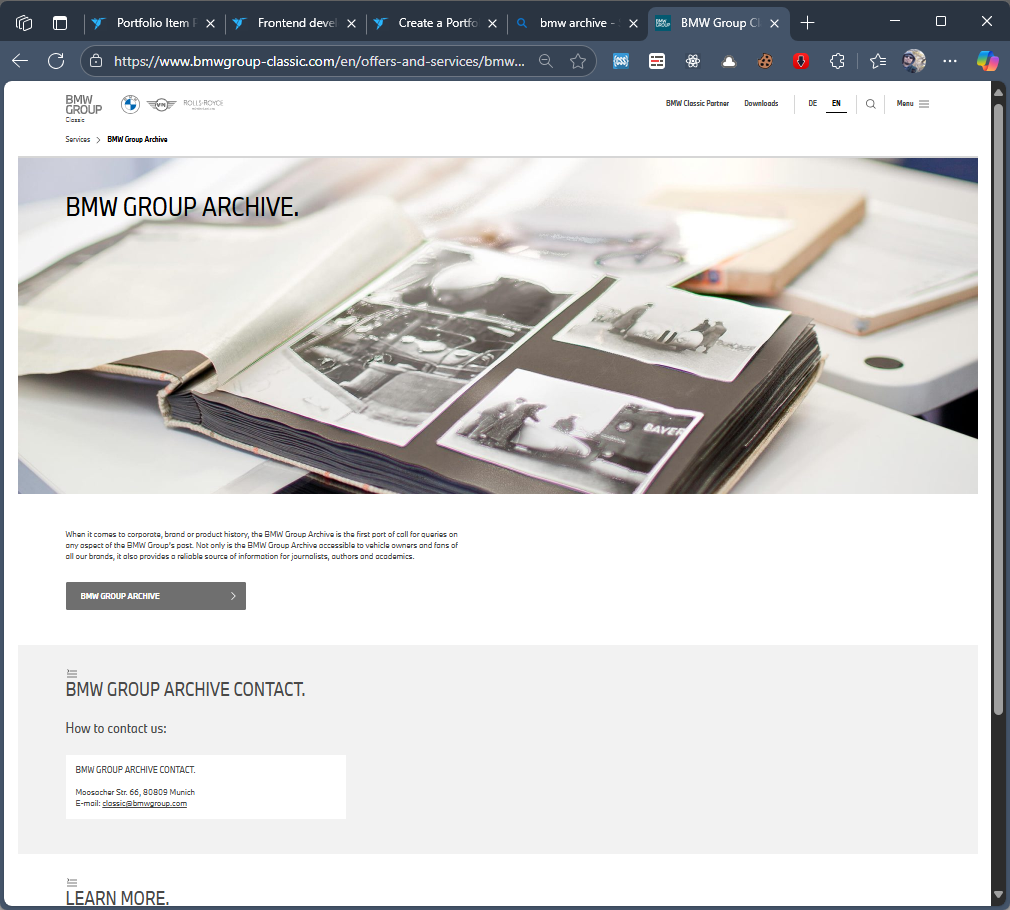 Portfolio Item F
Frontend devel
Create a Portfo
bmw archive -
BMW Group Cl
https://www.bmwgroup-classic.com/en/offers-and-services/bmw...
BMW
GROUP
Classic
MINI
ROLLS-ROYCE
BMW Classic Partner
Downloads
DE
EN
Menu
Services
BMW Group Archive
BMW GROUP ARCHIVE.
BAYER
When it comes to corporate, brand or product history, the BMW Group Archive is the first port of call for queries on
any aspect of the BMW Group's past. Not only is the BMW Group Archive accessible to vehicle owners and fans of
all our brands, it also provides a reliable source of information for journalists, authors and academics.
BMW GROUP ARCHIVE
BMW GROUP ARCHIVE CONTACT.
How to contact us:
BMW GROUP ARCHIVE CONTACT.
Moosacher Str. 66, 80809 Munich
E-mail: classic@bmwgroup.com
LEARN MORE.